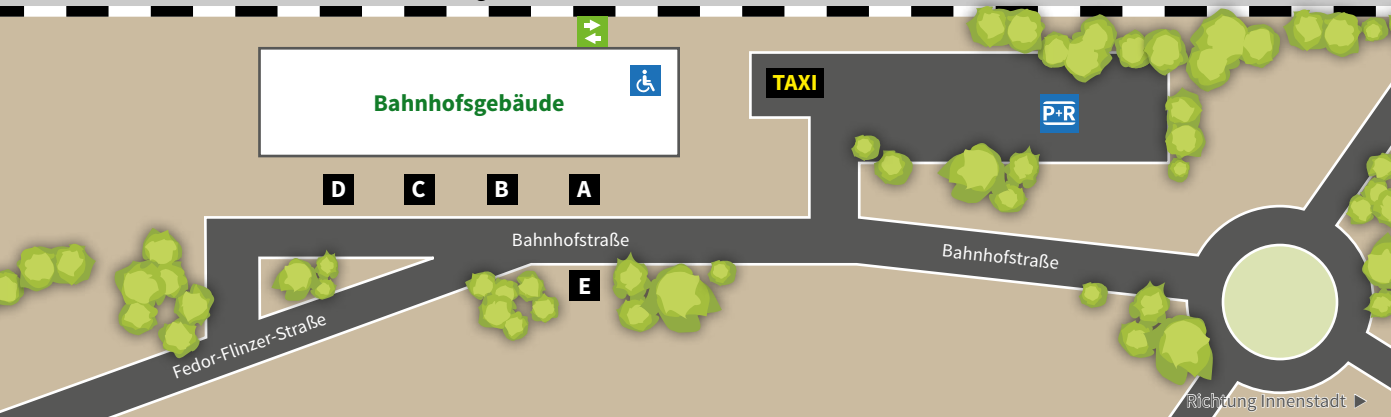 TAXI
Bahnhofsgebäude
P+R
D C B A
Bahnhofstraße
Bahnhofstraße
E
Fedor-Flinzer-Straße
Richtung Innenstadt